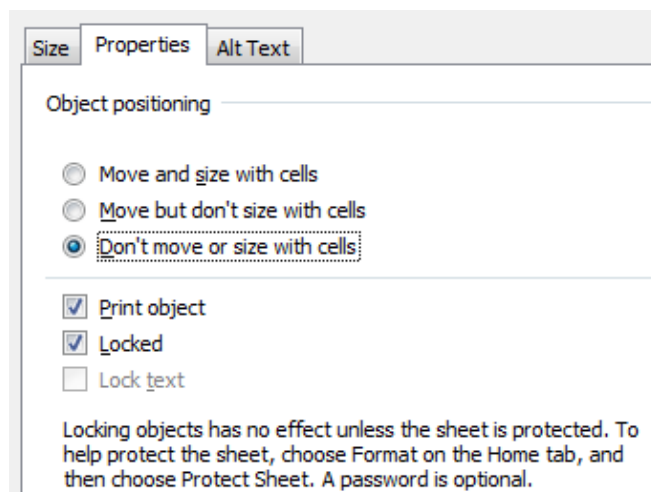 Size Properties Alt Text
Object positioning
Move and size with cells
Move but don't size with cells
Don't move or size with cells
Print object
Locked
Lock text
Locking objects has no effect unless the sheet is protected. To
help protect the sheet, choose Format on the Home tab, and
then choose Protect Sheet. A password is optional.